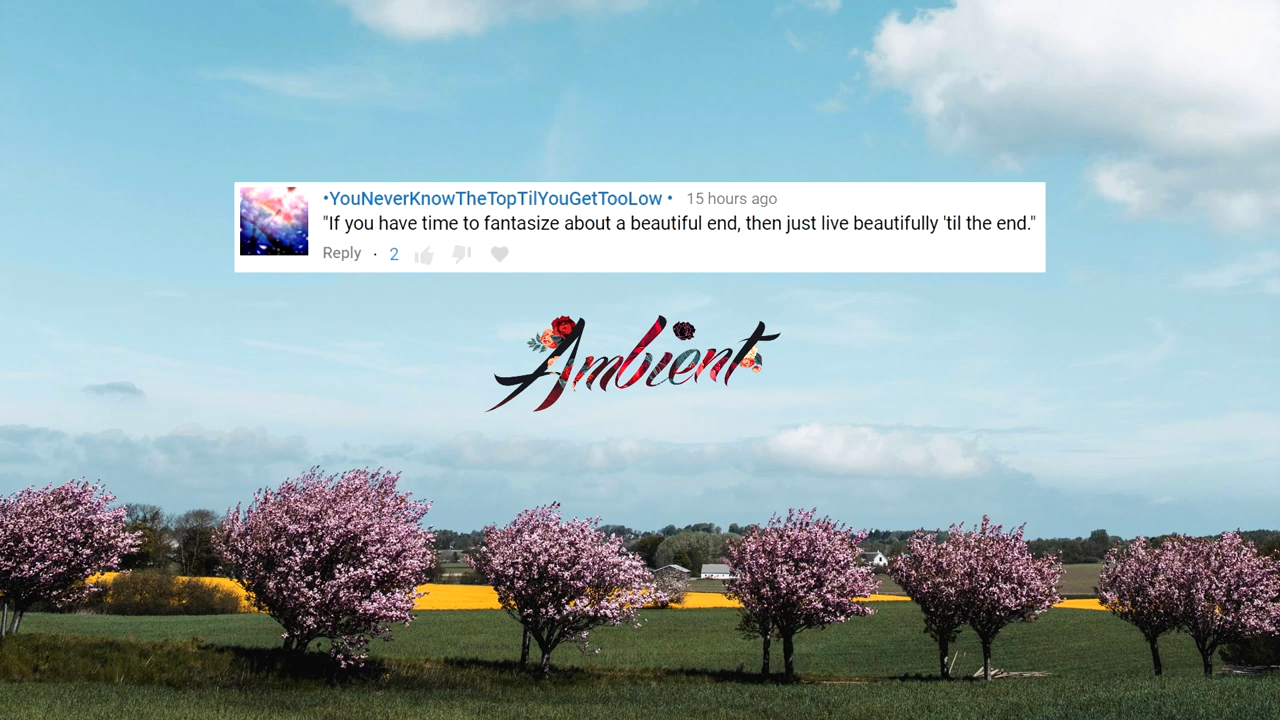 •YouNeverKnowTheTopTilYouGetTooLow • 15 hours ago
"If you have time to fantasize about a beautiful end, then just live beautifully 'til the end."
Reply · 2
Ambient